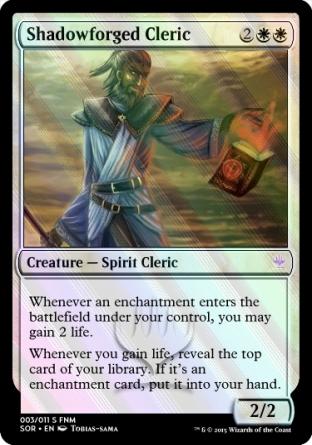 Shadowforged Cleric 2
Creature — Spirit Cleric
Whenever an enchantment enters the
battlefield under your control, you may
gain 2 life.
Whenever you gain life, reveal the top
card of your library. If it's an
enchantment card, put it into your hand.
2/2
003/011 S FNM
SOR • EN Tobias-sama
™ & © 2015 Wizards of the Coast